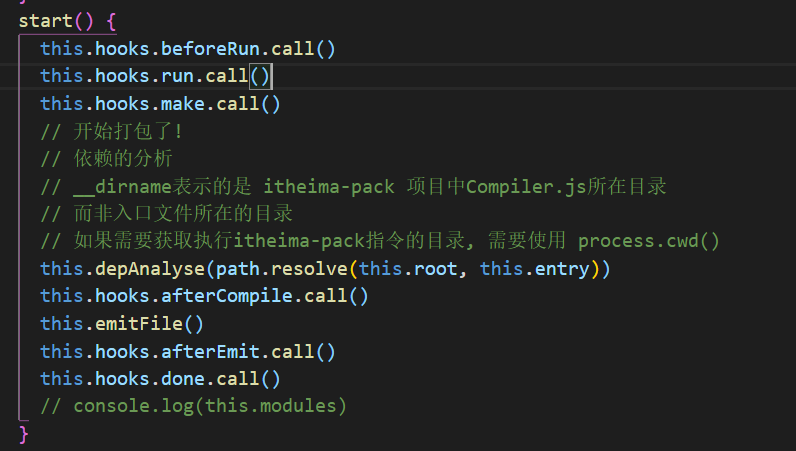 start() {
this.hooks.beforeRun.call()
this.hooks.run.call()
this.hooks.make.call()
// 开始打包了!
// 依赖的分析
// __dirname表示的是 itheima-pack 项目中Compiler.js所在目录
// 而非入口文件所在的目录
// 如果需要获取执行itheima-pack指令的目录, 需要使用 process.cwd()
this.depAnalyse(path.resolve(this.root, this.entry))
this.hooks.afterCompile.call()
this.emitFile()
this.hooks.afterEmit.call()
this.hooks.done.call()
// console.log(this.modules)
}